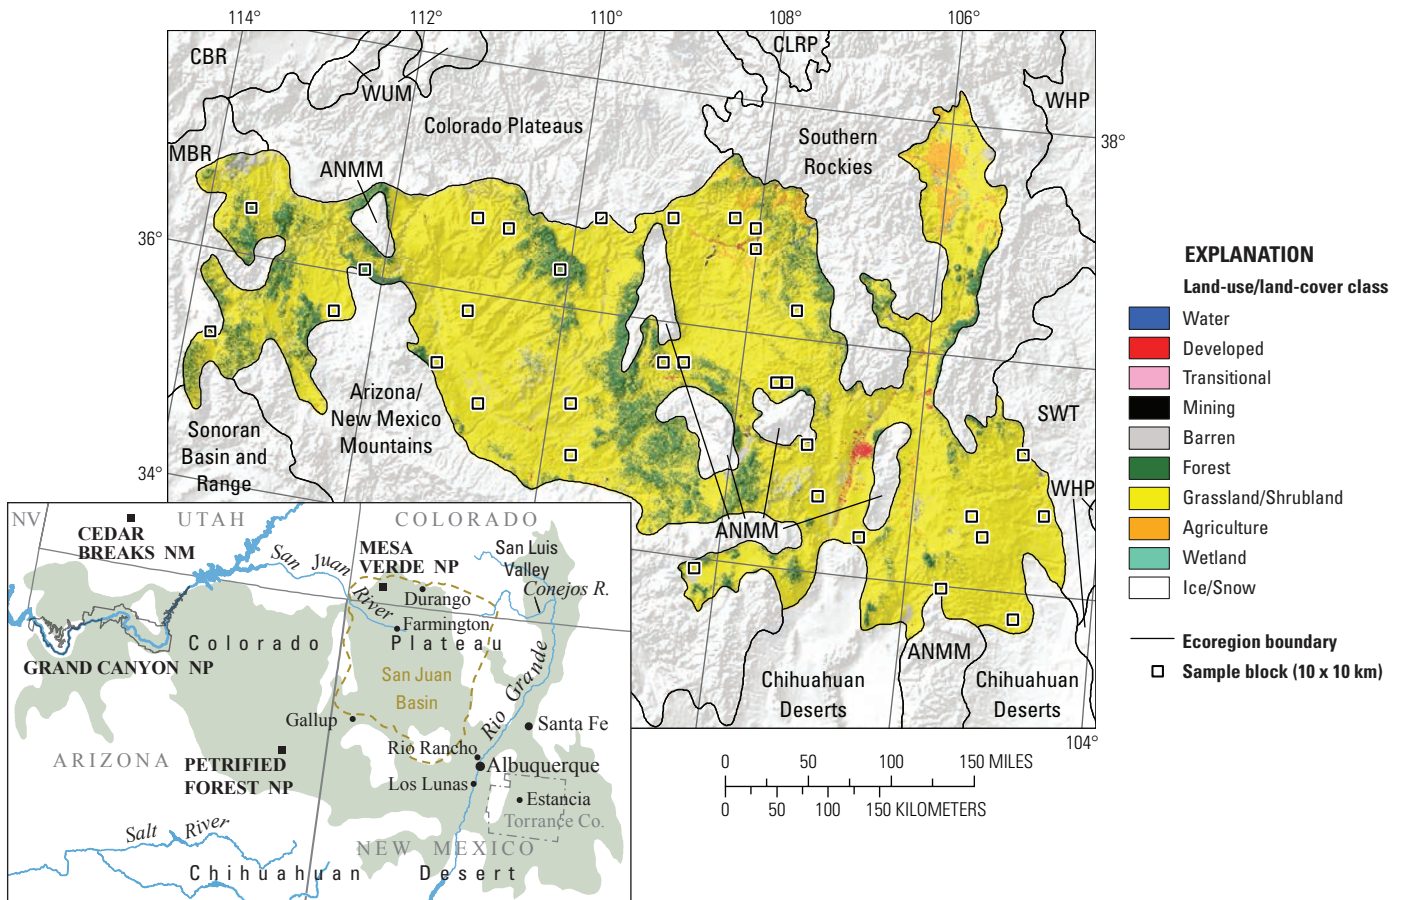 114°
112°
110°
108°
106°
CBR
WUM
CLRP
WHP
Colorado Plateaus
Southern
Rockies
38°
MBR
ANMM
36°
Arizona/
New Mexico
Mountains
Sonoran
Basin and
Range
SWT
34°
WHP
ANMM
ANMM
Chihuahuan
Deserts
Chihuahuan
Deserts
104°
0 50 100 150 MILES
0 50 100 150 KILOMETERS
EXPLANATION
Land-use/land-cover class
Water
Developed
Transitional
Mining
Barren
Forest
Grassland/Shrubland
Agriculture
Wetland
Ice/Snow
Ecoregion boundary
Sample block (10 x 10 km)
NV
UTAH
COLORADO
CEDAR
BREAKS NM
San Juan
River
MESA
VERDE NP
San Luis
Valley
Conejos R.
Durango
Farmington
Colorado Plateau
GRAND CANYON NP
San Juan
Basin
Rio Grande
Gallup
Santa Fe
Rio Rancho
ARIZONA
PETRIFIED
FOREST NP
Albuquerque
Los Lunas
Estancia
Torrance Co.
Salt River
NEW MEXICO
Chihuahuan Desert